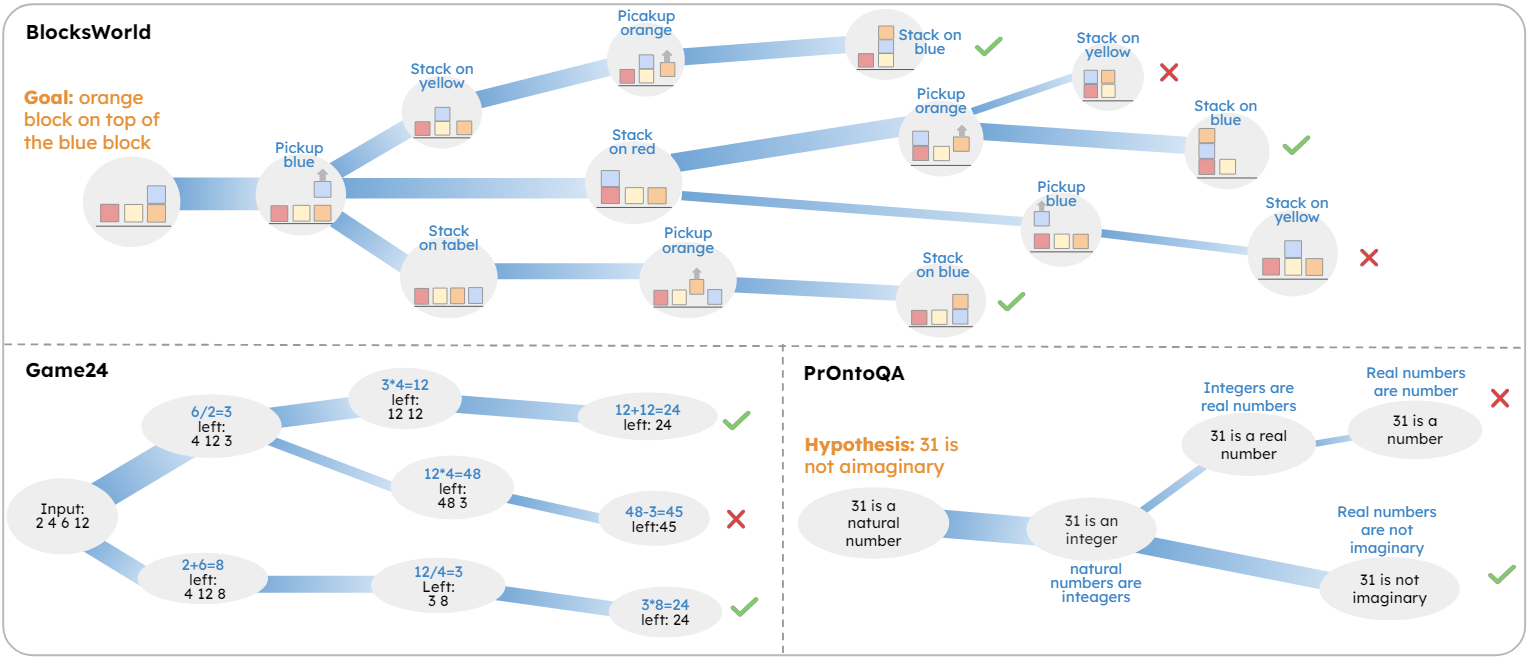 BlocksWorld
Goal: orange
block on top of
the blue block
Pickup
blue
Stack on
yellow
Picakup
orange
Stack on
blue
Stack
on red
Pickup
orange
Stack on
yellow
Stack on
blue
Pickup
blue
Stack on
yellow
Stack
on tabel
Pickup
orange
Stack
on blue
Game24
Input:
2 4 6 12
6/2=3
left:
4 12 3
3*4=12
left:
12 12
12+12=24
left: 24
12*4=48
left:
48 3
48-3=45
left:45
2+6=8
left:
4 12 8
12/4=3
Left:
3 8
3*8=24
left: 24
PrOntoQA
Hypothesis: 31 is
not aimaginary
31 is a
natural
number
31 is an
integer
natural
numbers are
inteagers
Integers are
real numbers
31 is a real
number
Real numbers
are number
31 is a
number
Real numbers
are not
imaginary
31 is not
imaginary